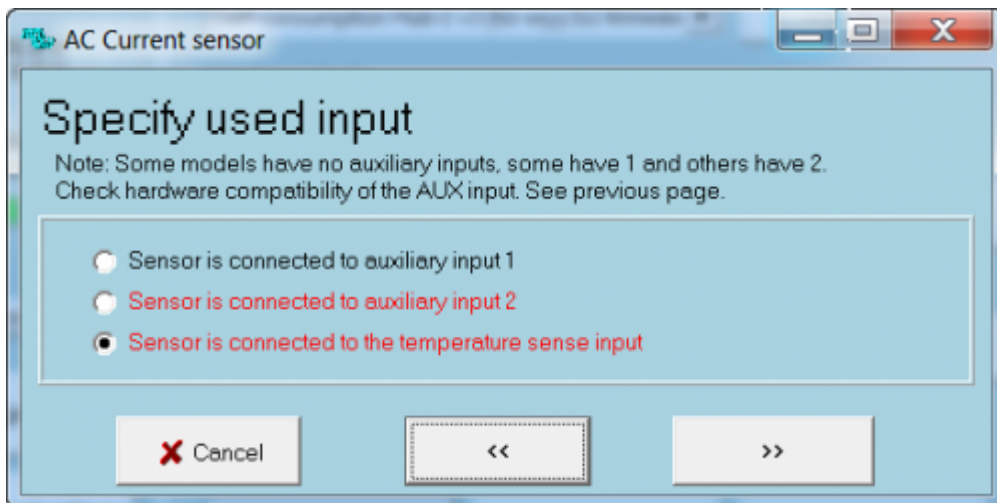 AC Current sensor
Specify used input
Note: Some models have no auxiliary inputs, some have 1 and others have 2.
Check hardware compatibility of the AUX input. See previous page.
Sensor is connected to auxiliary input 1
Sensor is connected to auxiliary input 2
Sensor is connected to the temperature sense input
Cancel
<<
>>